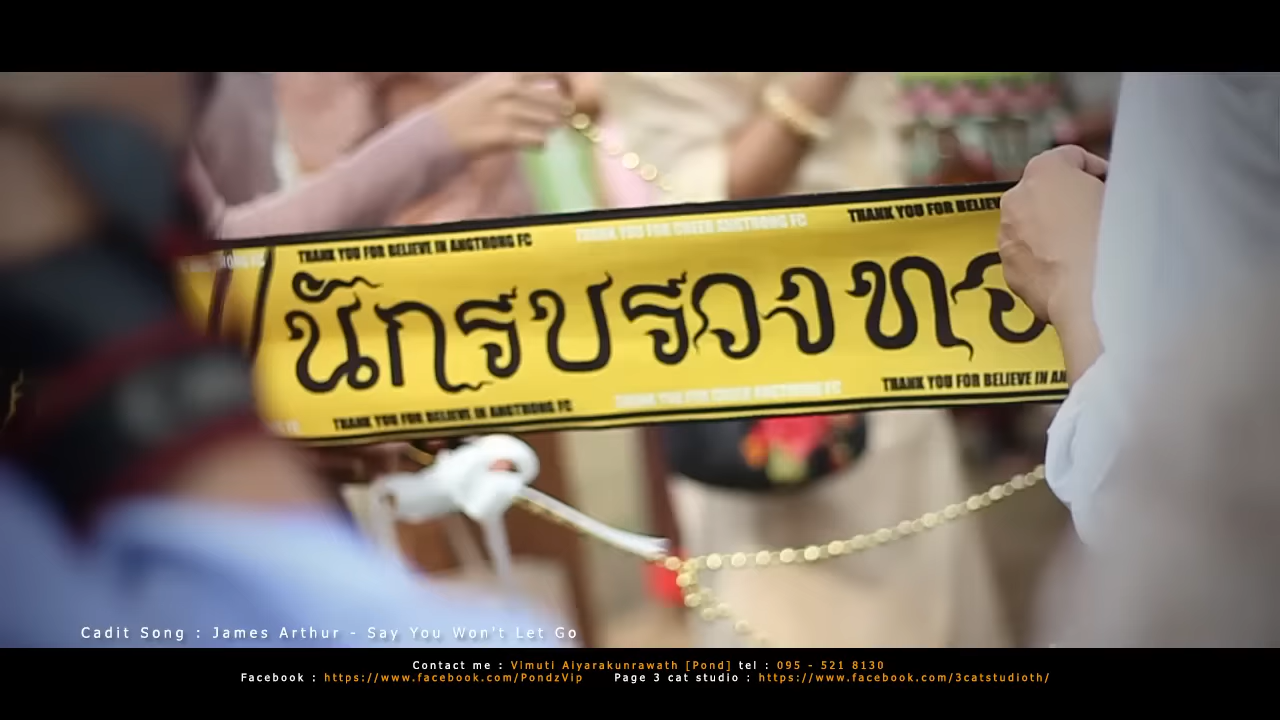 THANK YOU FOR BELIEVE IN ANGTHONG FC
THANK YOU FOR CHEER ANGTHONG FC
THANK YOU FOR BELIEVE
นักรบรวงท
THANK YOU FOR BELIEVE IN ANGTHONG FC
THANK YOU FOR CHEER ANGTHONG FC
THANK YOU FOR BELIEVE IN AN
Cadit Song : James Arthur - Say You Won't Let Go
Contact me : Vimuti Aiyarakunrawath [Pond] tel : 095 - 521 8130
Facebook : https://www.facebook.com/PondzVip Page 3 cat studio : https://www.facebook.com/3catstudioth/